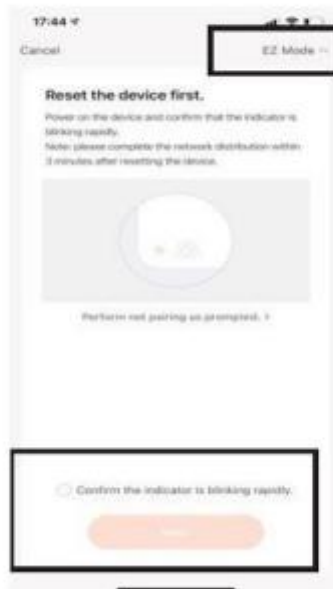 17:44
Cancel
EZ Mode
Reset the device first.
Power on the device and confirm that the indicator is
blinking rapidly.
Note: please complete the network distribution within
3 minutes after resetting the device.
Perform net pairing as prompted. >
Confirm the indicator is blinking rapidly.